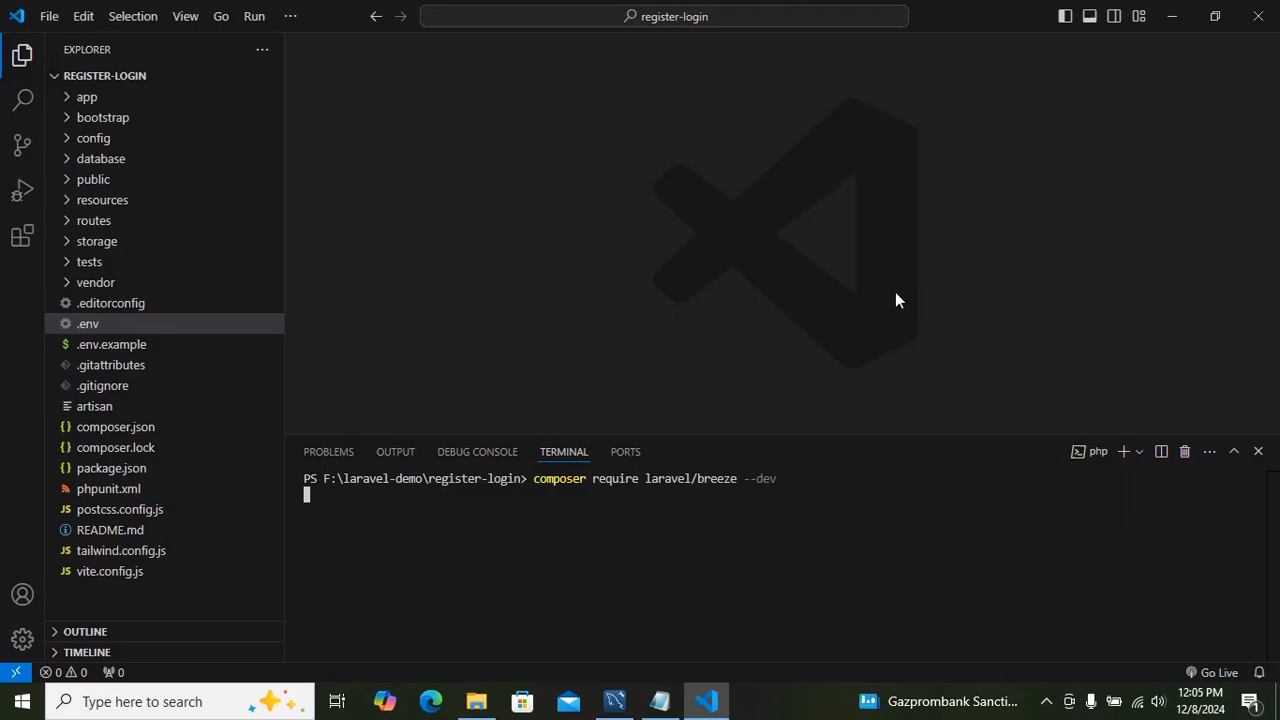 File Edit Selection View Go Run ··· register-login
EXPLORER ···
REGISTER-LOGIN
app
bootstrap
config
database
public
resources
routes
storage
tests
vendor
.editorconfig
.env
$ .env.example
.gitattributes
.gitignore
artisan
{} composer.json
{} composer.lock
{} package.json
phpunit.xml
JS postcss.config.js
README.md
JS tailwind.config.js
JS vite.config.js
OUTLINE
TIMELINE
PROBLEMS OUTPUT DEBUG CONSOLE TERMINAL PORTS php ···
PS F:\laravel-demo\register-login> composer require laravel/breeze --dev
0 0 0 Go Live
Type here to search Gazprombank Sancti... 12:05 PM
12/8/2024 1